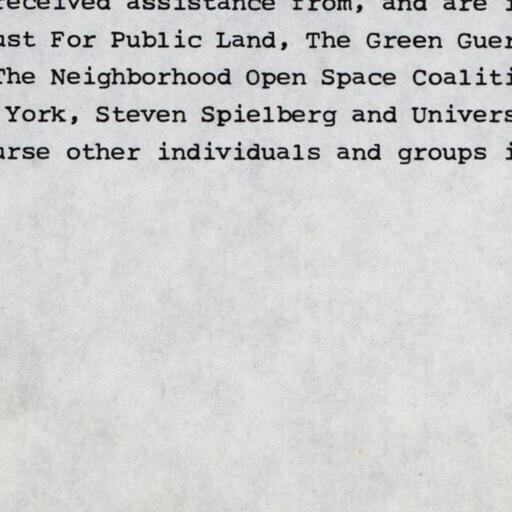 received assistance from, and are i
ust For Public Land, The Green Guer
The Neighborhood Open Space Coaliti
York, Steven Spielberg and Univers
urse other individuals and groups i